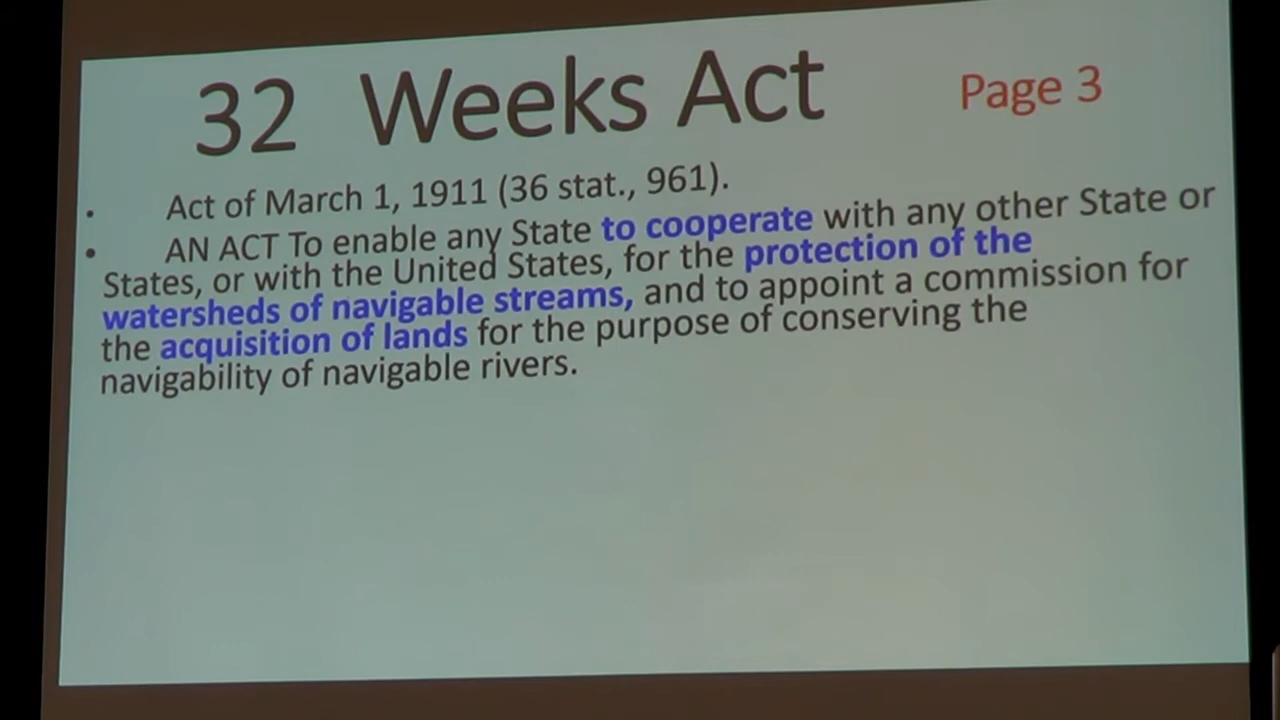 32 Weeks Act
Page 3
• Act of March 1, 1911 (36 stat., 961).
• AN ACT To enable any State to cooperate with any other State or
States, or with the United States, for the protection of the
watersheds of navigable streams, and to appoint a commission for
the acquisition of lands for the purpose of conserving the
navigability of navigable rivers.